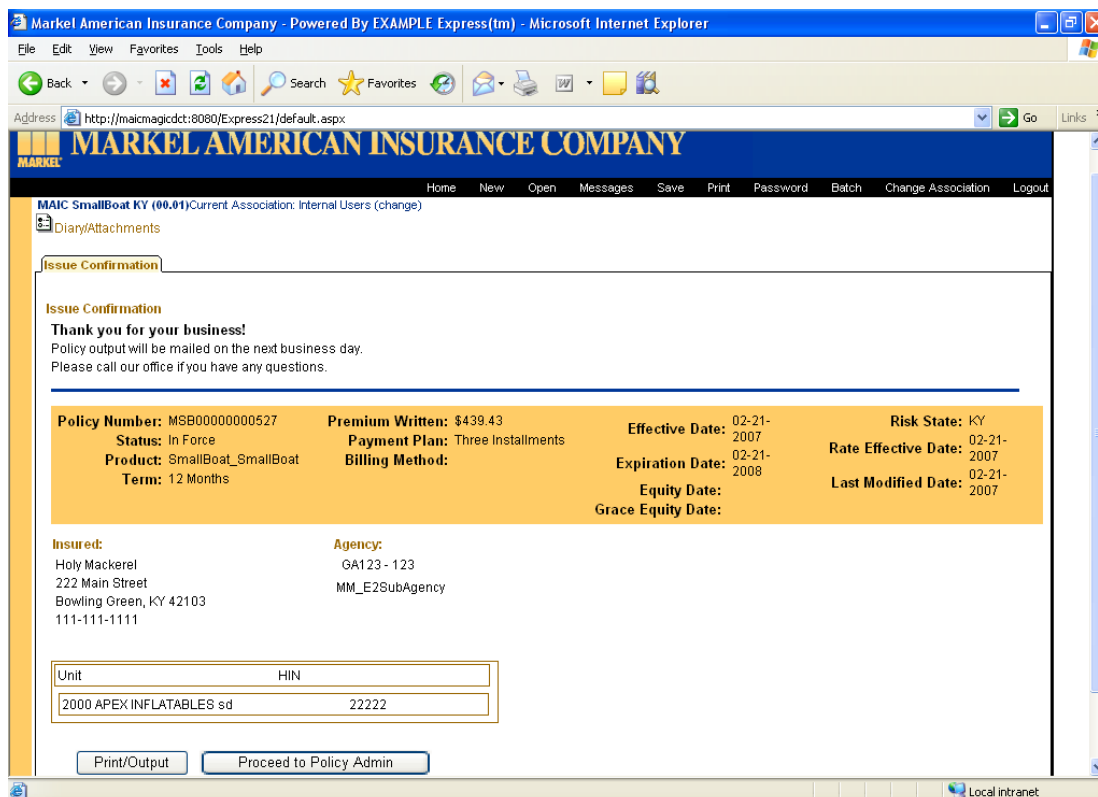 Markel American Insurance Company - Powered By EXAMPLE Express(tm) - Microsoft Internet Explorer
File Edit View Favorites Tools Help
Back Search Favorites
Address http://maicmagicdct:8080/Express21/default.aspx Go Links
MARKEL MARKEL AMERICAN INSURANCE COMPANY
Home New Open Messages Save Print Password Batch Change Association Logout
MAIC SmallBoat KY (00.01)Current Association: Internal Users (change)
Diary/Attachments
Issue Confirmation
Issue Confirmation
Thank you for your business!
Policy output will be mailed on the next business day.
Please call our office if you have any questions.
Policy Number: MSB00000000527
Status: In Force
Product: SmallBoat_SmallBoat
Term: 12 Months
Premium Written: $439.43
Payment Plan: Three Installments
Billing Method:
Effective Date: 02-21-
2007
Expiration Date: 02-21-
2008
Equity Date:
Grace Equity Date:
Risk State: KY
Rate Effective Date: 02-21-
2007
Last Modified Date: 02-21-
2007
Insured:
Holy Mackerel
222 Main Street
Bowling Green, KY 42103
111-111-1111
Agency:
GA123 - 123
MM_E2SubAgency
Unit HIN
2000 APEX INFLATABLES sd 22222
Print/Output Proceed to Policy Admin
Local intranet